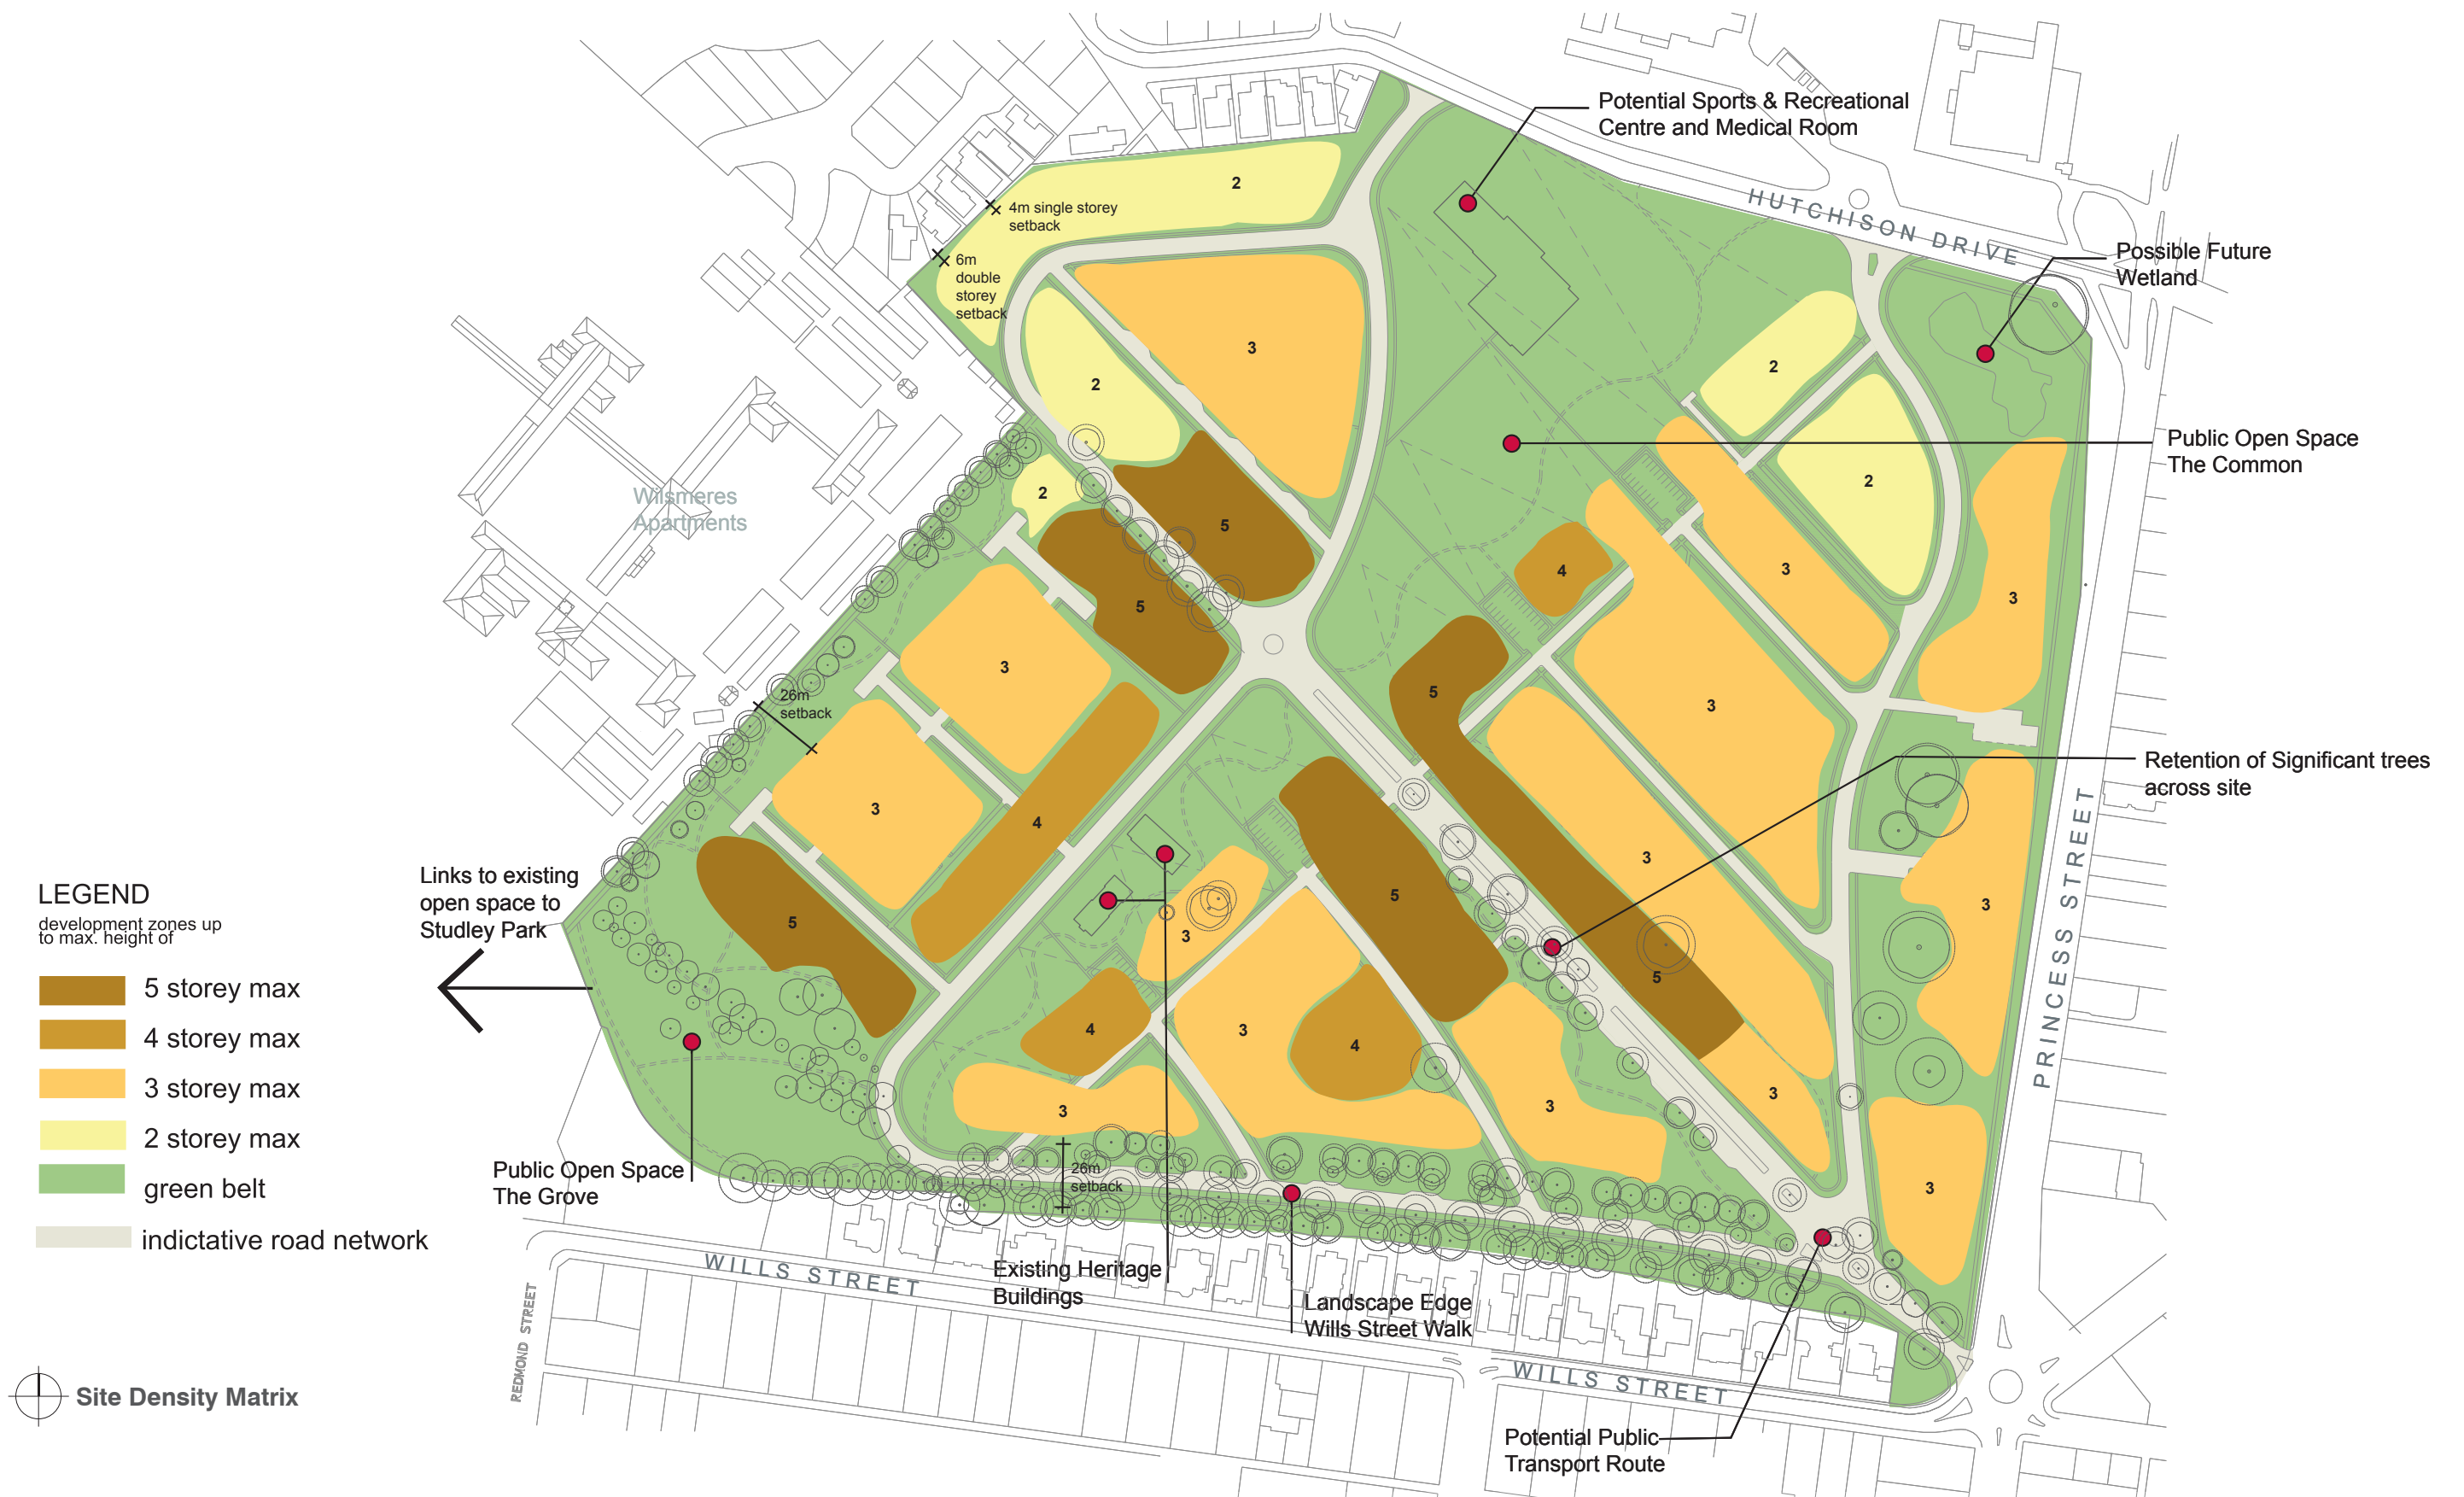 Potential Sports & Recreational
Centre and Medical Room
HUTCHISON DRIVE
Possible Future
Wetland
2
4m single storey
setback
6m
double
storey
setback
3
2
2
2
Public Open Space
The Common
2
2
Wilsmeres
Apartments
5
4
3
3
5
3
5
3
26m
setback
3
Retention of Significant trees
across site
3
4
3
5
3
5
3
5
PRINCESS STREET
Links to existing
open space to
Studley Park
LEGEND
development zones up
to max. height of
5 storey max
4 storey max
3 storey max
2 storey max
green belt
indictative road network
4
3
4
3
3
3
26m
setback
3
Public Open Space
The Grove
WILLS STREET
Existing Heritage
Buildings
Landscape Edge
Wills Street Walk
REDMOND STREET
WILLS STREET
Site Density Matrix
Potential Public
Transport Route